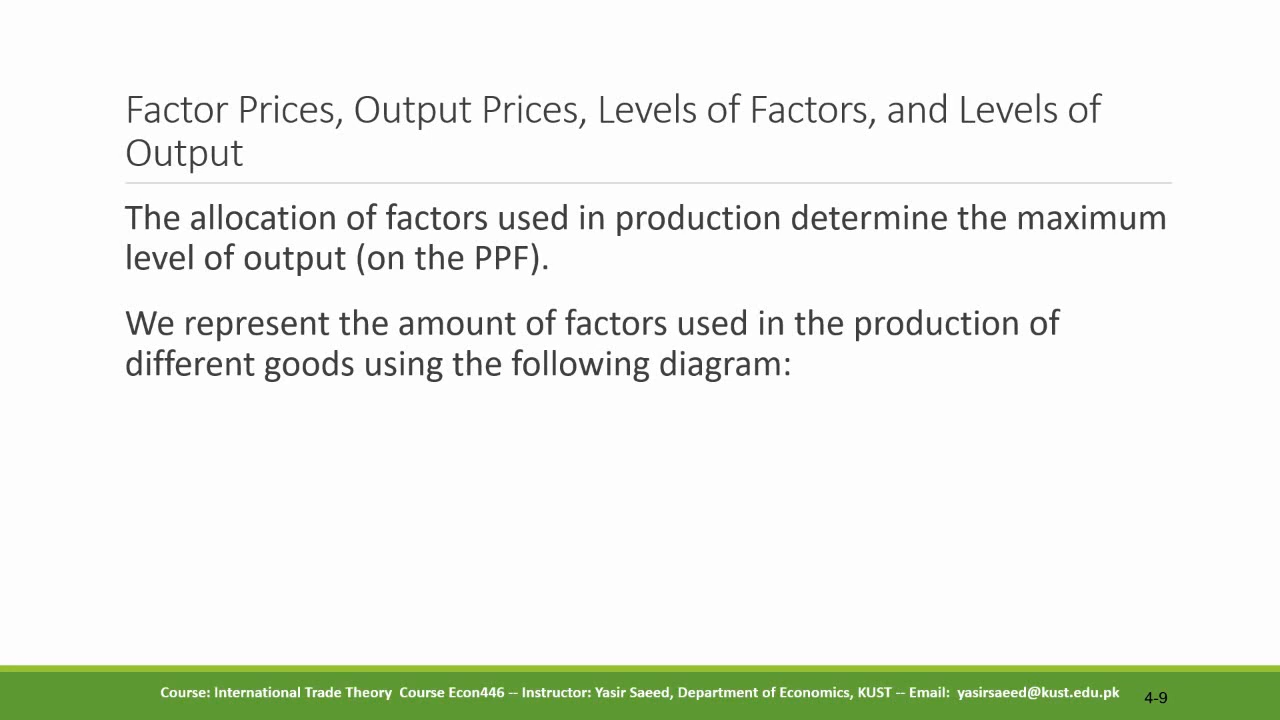 Factor Prices, Output Prices, Levels of Factors, and Levels of
Output
The allocation of factors used in production determine the maximum
level of output (on the PPF).
We represent the amount of factors used in the production of
different goods using the following diagram:
Course: International Trade Theory  Course Econ446 -- Instructor: Yasir Saeed, Department of Economics, KUST -- Email:  yasirsaeed@kust.edu.pk
4-9